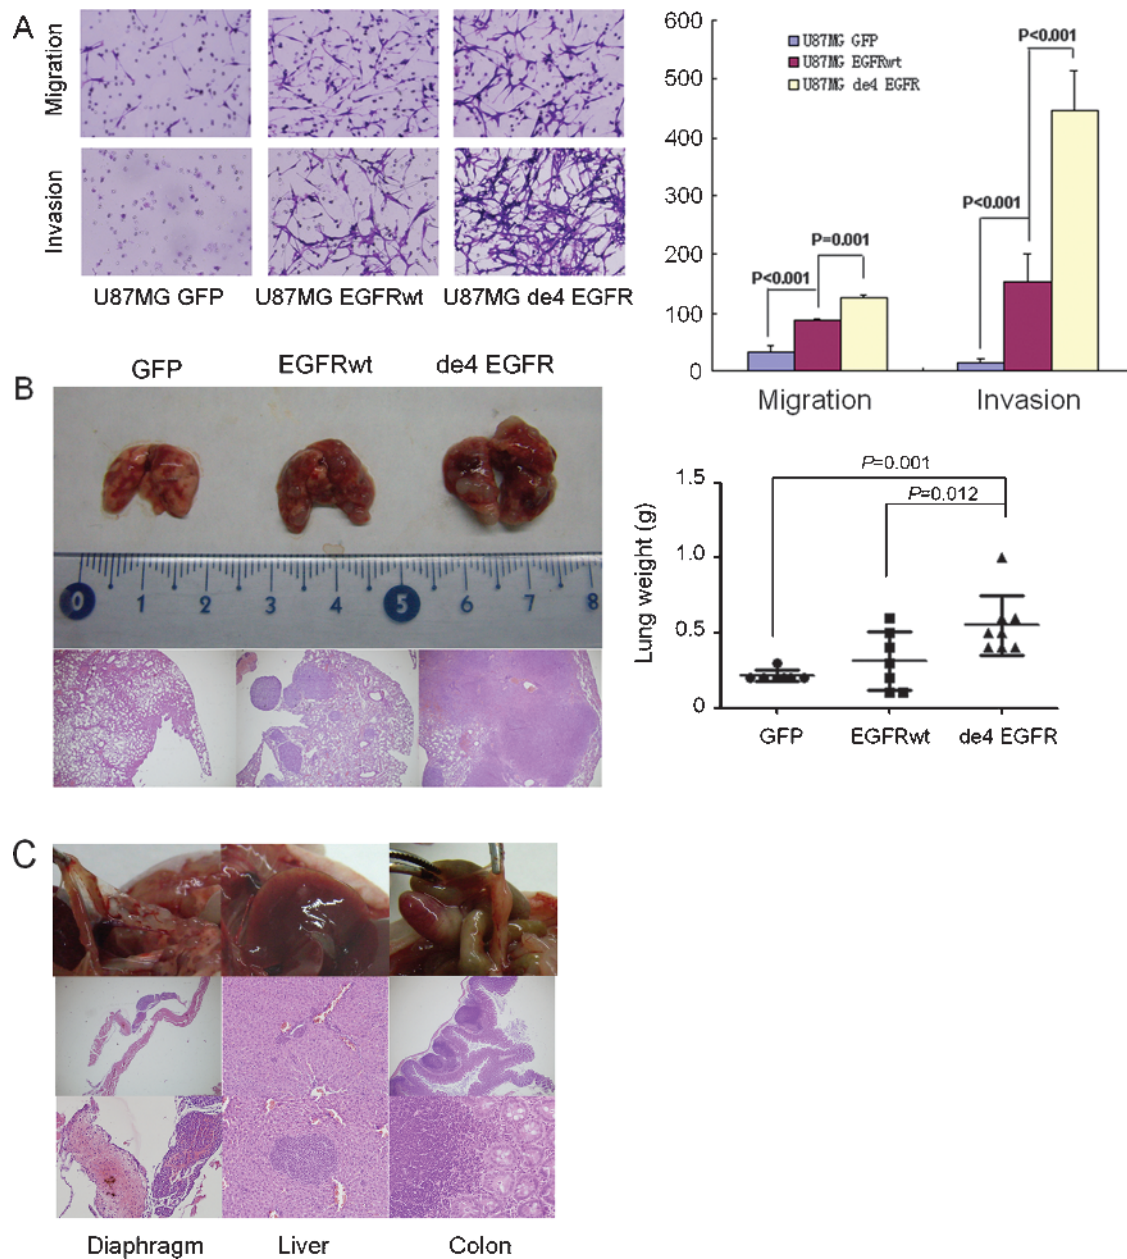 A
Migration
Invasion
U87MG GFP
U87MG EGFRwt
U87MG de4 EGFR
600
500
400
300
200
100
0
U87MG GFP
U87MG EGFRwt
U87MG de4 EGFR
P<0.001
P=0.001
P<0.001
P<0.001
Migration
Invasion
B
GFP
EGFRwt
de4 EGFR
0 1 2 3 4 5 6 7 8
Lung weight (g)
1.5
1.0
0.5
0
P=0.001
P=0.012
GFP
EGFRwt
de4 EGFR
C
Diaphragm
Liver
Colon